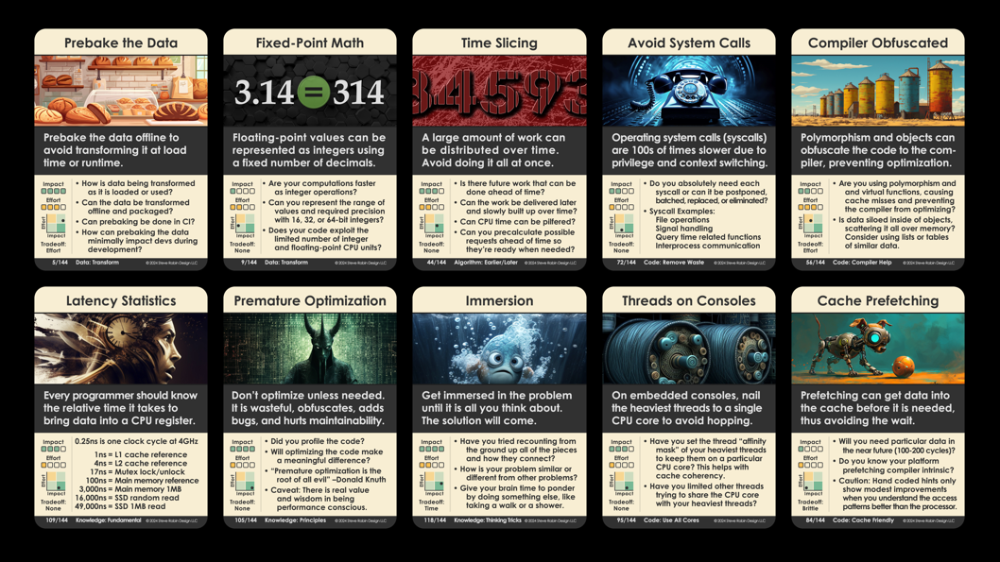 Prebake the Data
Prebake the data offline to
avoid transforming it at load
time or runtime.
Impact
Effort
Tradeoff:
Effort
• How is data being transformed
as it is loaded or used?
• Can the data be transformed
offline and packaged?
• Can prebaking be done in CI?
• How can prebaking the data
minimally impact devs during
development?
5/144 Data: Transform ©2024 Steve Rabin Design LLC
Fixed-Point Math
3.14 = 314
Floating-point values can be
represented as integers using
a fixed number of decimals.
Impact
Effort
Tradeoff:
None
• Are your computations faster
as integer operations?
• Can you represent the range of
values and required precision
with 16, 32, or 64-bit integers?
• Does your code exploit the
limited number of integer
and floating-point CPU units?
9/144 Data: Transform ©2024 Steve Rabin Design LLC
Time Slicing
34593
A large amount of work can
be distributed over time.
Avoid doing it all at once.
Impact
Effort
Tradeoff:
None
• Is there future work that can be
done ahead of time?
• Can the work be delivered later
and slowly built up over time?
• Can CPU time be pilfered?
• Can you precalculate possible
requests ahead of time so
they're ready when needed?
44/144 Algorithm: Earlier/Later ©2024 Steve Rabin Design LLC
Avoid System Calls
Operating system calls (syscalls)
are 100s of times slower due to
privilege and context switching.
Impact
Effort
Tradeoff:
None
• Do you absolutely need each
syscall or can it be postponed,
batched, replaced, or eliminated?
• Syscall Examples:
File operations
Signal handling
Query time related functions
Interprocess communication
72/144 Code: Remove Waste ©2024 Steve Rabin Design LLC
Compiler Obfuscated
Polymorphism and objects can
obfuscate the code to the com-
piler, preventing optimization.
Impact
Effort
Tradeoff:
Effort
• Are you using polymorphism
and virtual functions, causing
cache misses and preventing
the compiler from optimizing?
• Is data siloed inside of objects,
scattering it all over memory?
Consider using lists or tables
of similar data.
56/144 Code: Compiler Help ©2024 Steve Rabin Design LLC
Latency Statistics
Every programmer should know
the relative time it takes to
bring data into a CPU register.
Impact
Effort
Tradeoff:
None
0.25ns is one clock cycle at 4GHz
1ns = L1 cache reference
4ns = L2 cache reference
17ns = Mutex lock/unlock
100ns = Main memory reference
3,000ns = Main memory 1MB
16,000ns = SSD random read
49,000ns = SSD 1MB read
109/144 Knowledge: Fundamental ©2024 Steve Rabin Design LLC
Premature Optimization
Don't optimize unless needed.
It is wasteful, obfuscates, adds
bugs, and hurts maintainability.
Impact
Effort
Tradeoff:
None
• Did you profile the code?
• Will optimizing the code make
a meaningful difference?
• "Premature optimization is the
root of all evil" –Donald Knuth
• Caveat: There is real value
and wisdom in being
performance conscious.
105/144 Knowledge: Principles ©2024 Steve Rabin Design LLC
Immersion
Get immersed in the problem
until it is all you think about.
The solution will come.
Impact
Effort
Tradeoff:
Time
• Have you tried recounting from
the ground up all of the pieces
and how they connect?
• How is your problem similar or
different from other problems?
• Give your brain time to ponder
by doing something else, like
taking a walk or a shower.
118/144 Knowledge: Thinking Tricks ©2024 Steve Rabin Design LLC
Threads on Consoles
On embedded consoles, nail
the heaviest threads to a single
CPU core to avoid hopping.
Impact
Effort
Tradeoff:
None
• Have you set the thread "affinity
mask" of your heaviest threads
to keep them on a particular
CPU core? This helps with
cache coherency.
• Have you limited other threads
trying to share the CPU core
with your heaviest threads?
95/144 Code: Use All Cores ©2024 Steve Rabin Design LLC
Cache Prefetching
Prefetching can get data into
the cache before it is needed,
thus avoiding the wait.
Impact
Effort
Tradeoff:
Brittle
• Will you need particular data in
the near future (100-200 cycles)?
• Do you know your platform
prefetching compiler intrinsic?
• Caution: Hand coded hints only
show modest improvements
when you understand the access
patterns better than the processor.
84/144 Code: Cache Friendly ©2024 Steve Rabin Design LLC